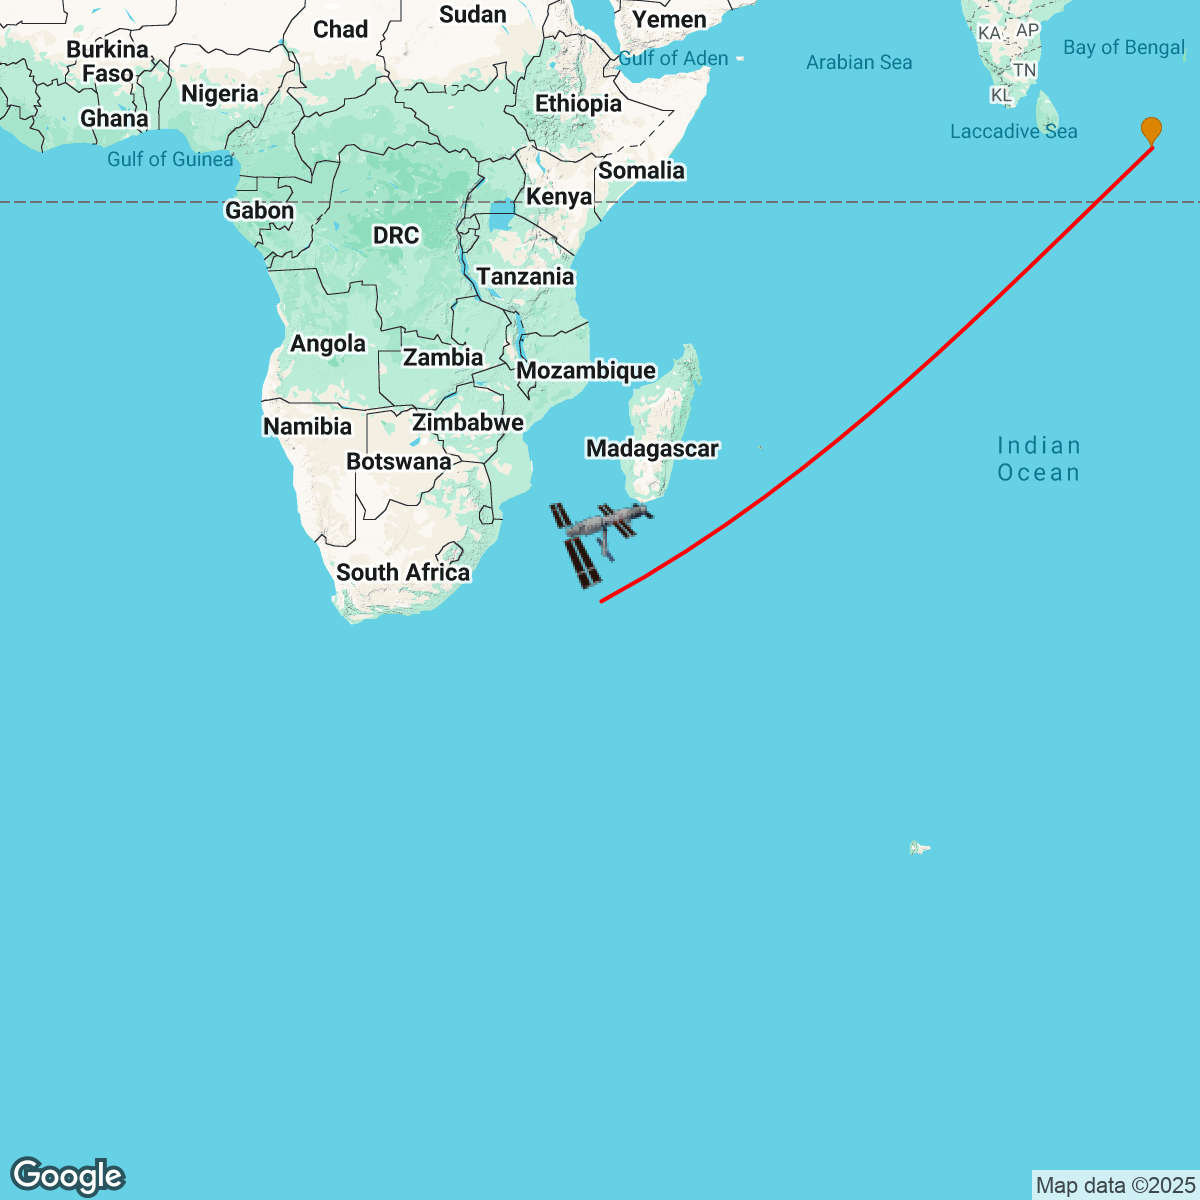 Sudan
Yemen
Chad
KA
AP
Burkina
Faso
Bay of Bengal
Gulf of Aden
Arabian Sea
TN
Nigeria
KL
Ethiopia
Ghana
Laccadive Sea
Gulf of Guinea
Somalia
Kenya
Gabon
DRC
Tanzania
Angola
Zambia
Mozambique
Namibia
Zimbabwe
Botswana
Madagascar
Indian
Ocean
South Africa
Google
Map data ©2025